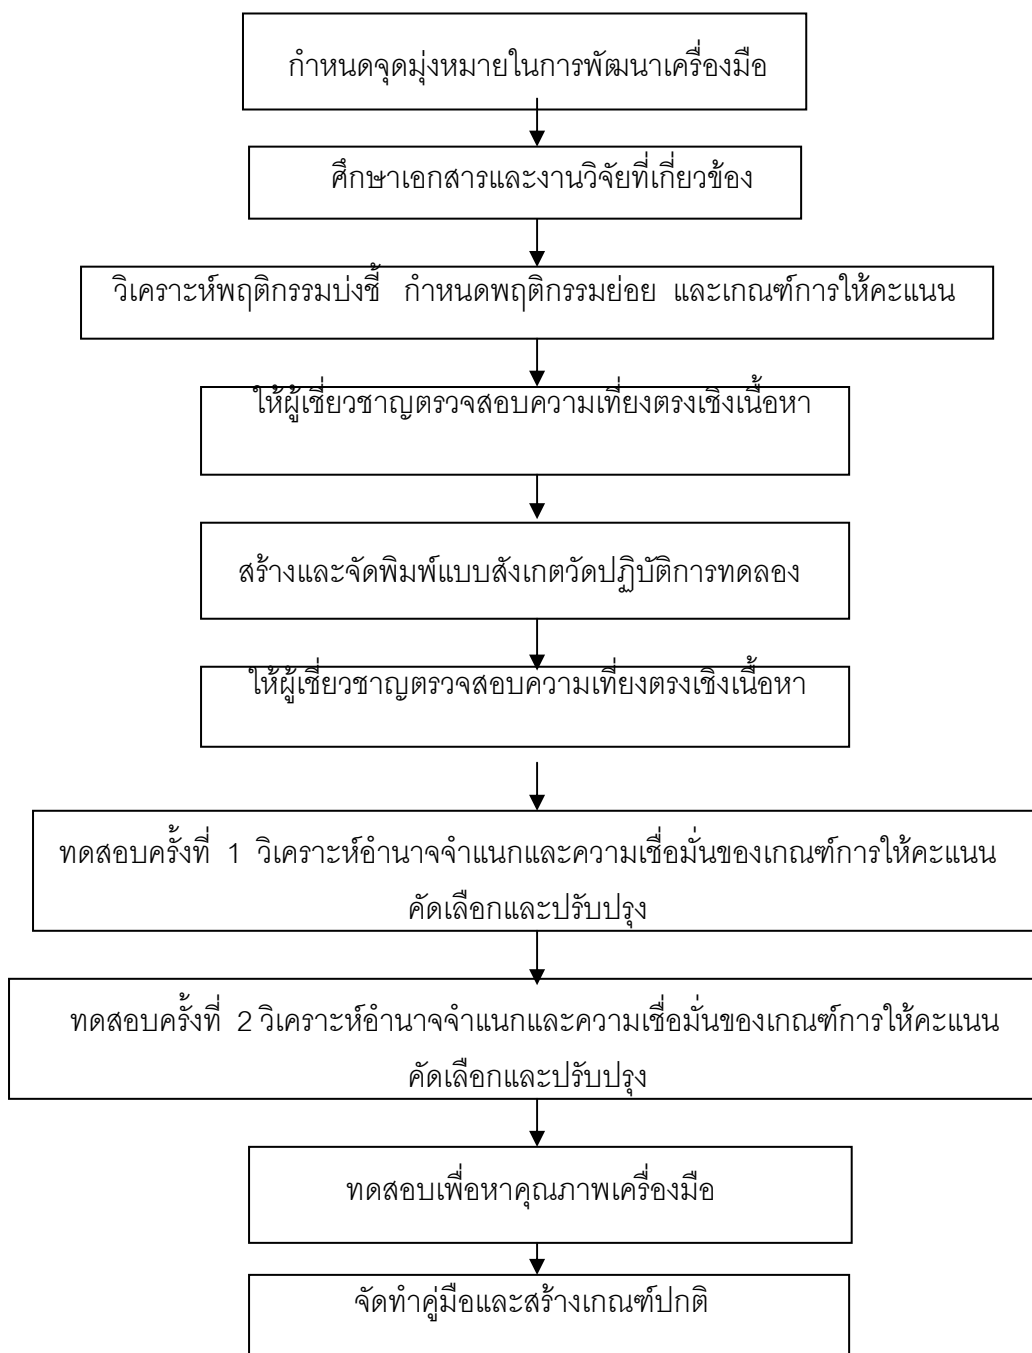 กำหนดจุดมุ่งหมายในการพัฒนาเครื่องมือ
ศึกษาเอกสารและงานวิจัยที่เกี่ยวข้อง
วิเคราะห์พฤติกรรมบ่งชี้ กำหนดพฤติกรรมย่อย และเกณฑ์การให้คะแนน
ให้ผู้เชี่ยวชาญตรวจสอบความเที่ยงตรงเชิงเนื้อหา
สร้างและจัดพิมพ์แบบสังเกตวัดปฏิบัติการทดลอง
ให้ผู้เชี่ยวชาญตรวจสอบความเที่ยงตรงเชิงเนื้อหา
ทดสอบครั้งที่ 1 วิเคราะห์อำนาจจำแนกและความเชื่อมั่นของเกณฑ์การให้คะแนน
คัดเลือกและปรับปรุง
ทดสอบครั้งที่ 2 วิเคราะห์อำนาจจำแนกและความเชื่อมั่นของเกณฑ์การให้คะแนน
คัดเลือกและปรับปรุง
ทดสอบเพื่อหาคุณภาพเครื่องมือ
จัดทำคู่มือและสร้างเกณฑ์ปกติ